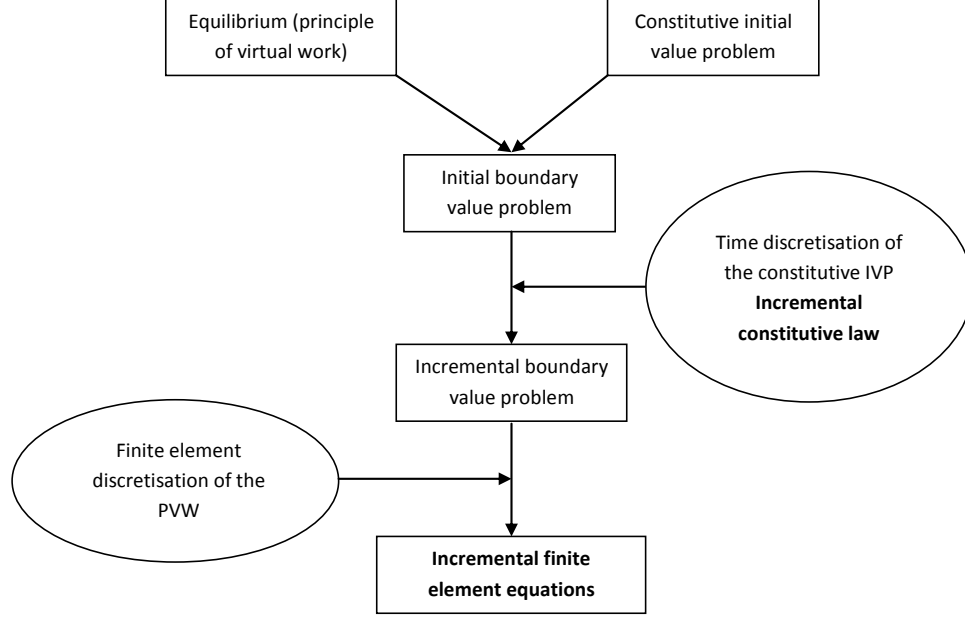 Equilibrium (principle
of virtual work)
Constitutive initial
value problem
Initial boundary
value problem
Time discretisation of
the constitutive IVP
Incremental
constitutive law
Incremental boundary
value problem
Finite element
discretisation of the
PVW
Incremental finite
element equations